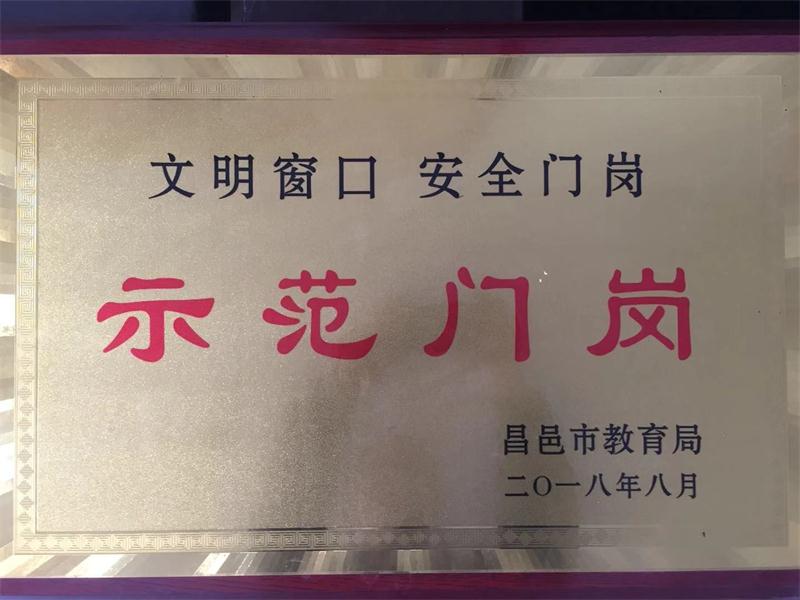 文明窗口 安全门岗
示范门岗
昌邑市教育局
二〇一八年八月